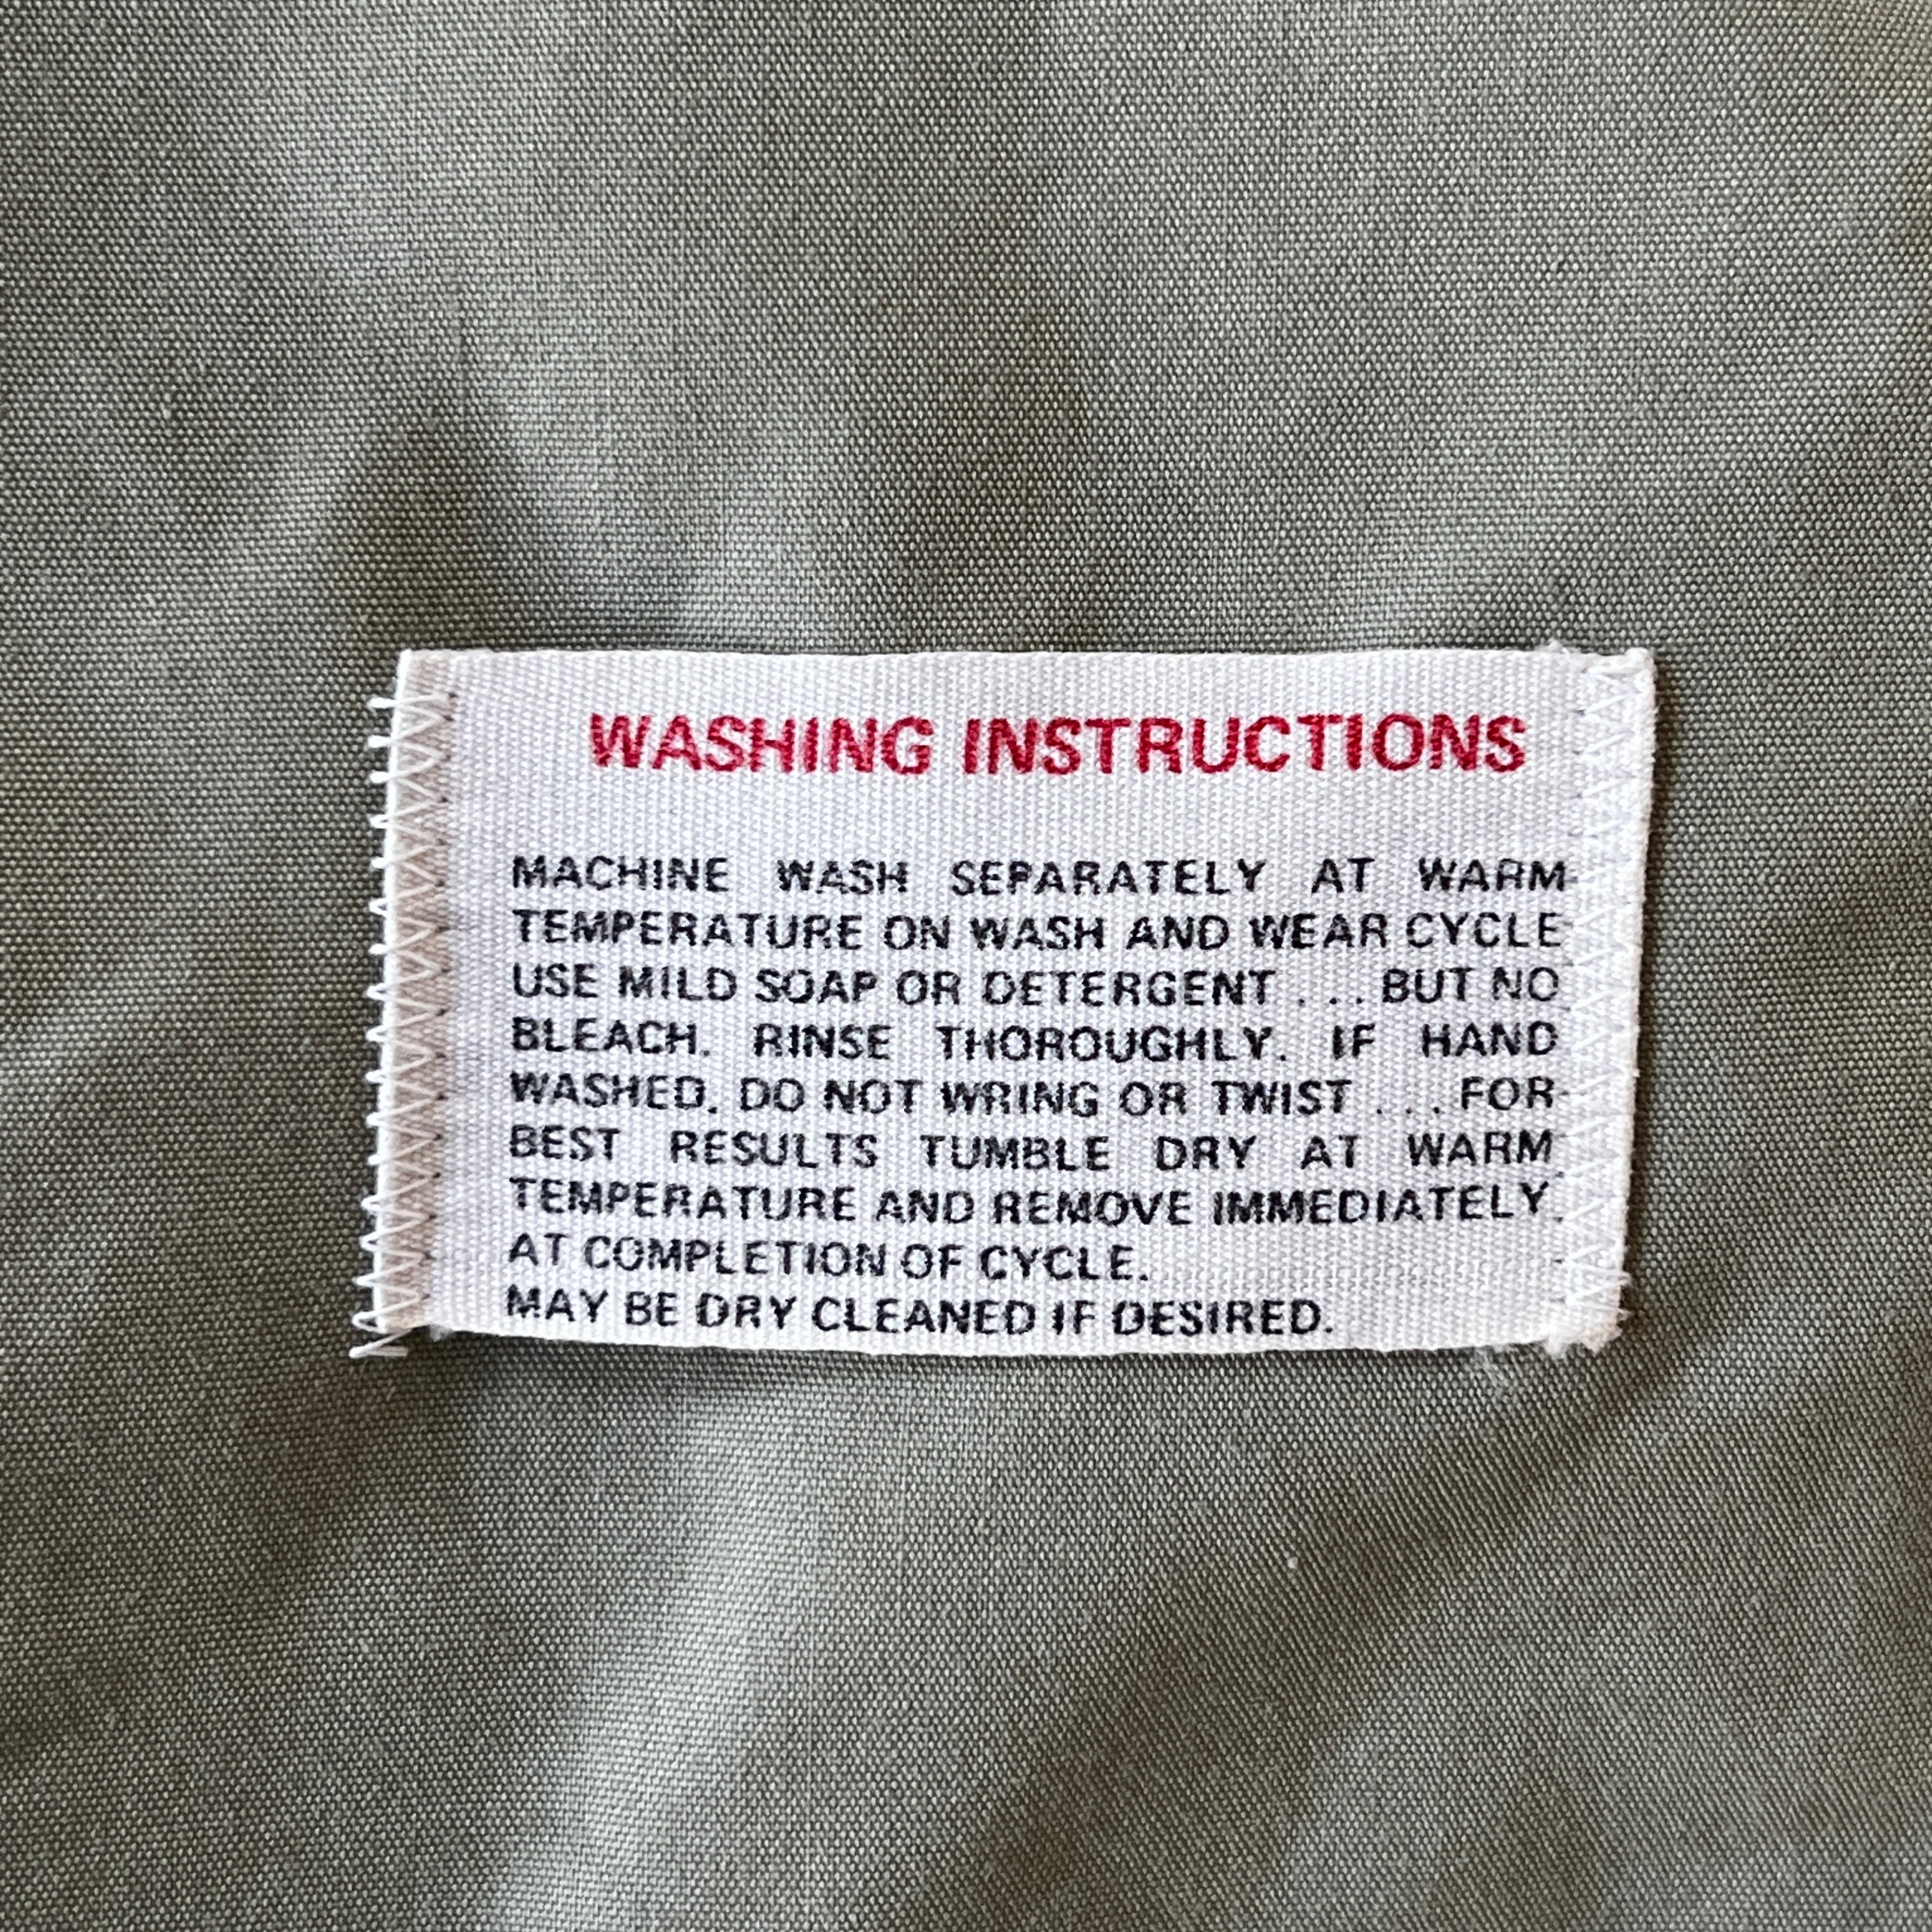 WASHING INSTRUCTIONS
MACHINE WASH SEPARATELY AT WARM
TEMPERATURE ON WASH AND WEAR CYCLE
USE MILD SOAP OR DETERGENT . . . BUT NO
BLEACH. RINSE THOROUGHLY. IF HAND
WASHED, DO NOT WRING OR TWIST . . . FOR
BEST RESULTS TUMBLE DRY AT WARM
TEMPERATURE AND REMOVE IMMEDIATELY
AT COMPLETION OF CYCLE.
MAY BE DRY CLEANED IF DESIRED.